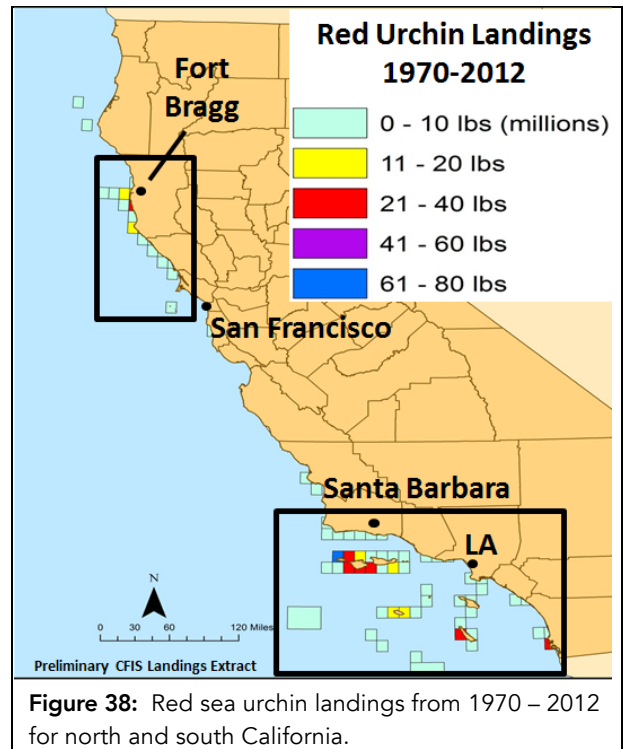 Red Urchin Landings
1970-2012
0 - 10 lbs (millions)
11 - 20 lbs
21 - 40 lbs
41 - 60 lbs
61 - 80 lbs
Fort
Bragg
San Francisco
Santa Barbara
LA
N
0 30 60 120 Miles
Preliminary CFIS Landings Extract
Figure 38: Red sea urchin landings from 1970 – 2012
for north and south California.